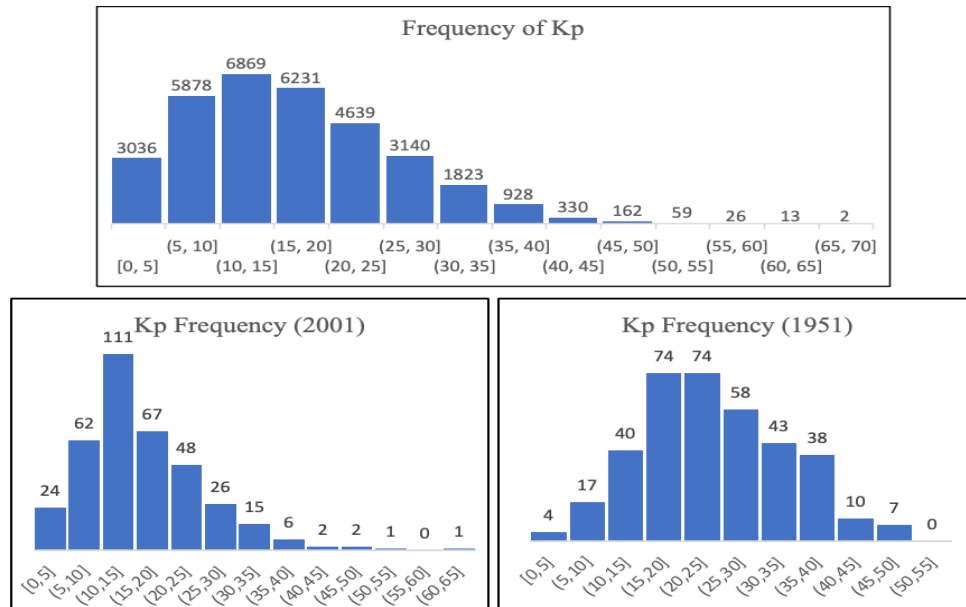 Frequency of Kp
3036 5878 6869 6231 4639 3140 1823 928 330 162 59 26 13 2
(5, 10] (15, 20] (25, 30] (35, 40] (45, 50] (55, 60] (65, 70]
[0, 5] (10, 15] (20, 25] (30, 35] (40, 45] (50, 55] (60, 65]
Kp Frequency (2001)
24 62 111 67 48 26 15 6 2 2 1 0 1
[0,5] (5,10] (10,15] (15,20] (20,25] (25,30] (30,35] (35,40] (40,45] (45,50] (50,55] (55,60] (60,65]
Kp Frequency (1951)
4 17 40 74 74 58 43 38 10 7 0
[0,5] (5,10] (10,15] (15,20] (20,25] (25,30] (30,35] (35,40] (40,45] (45,50] (50,55]